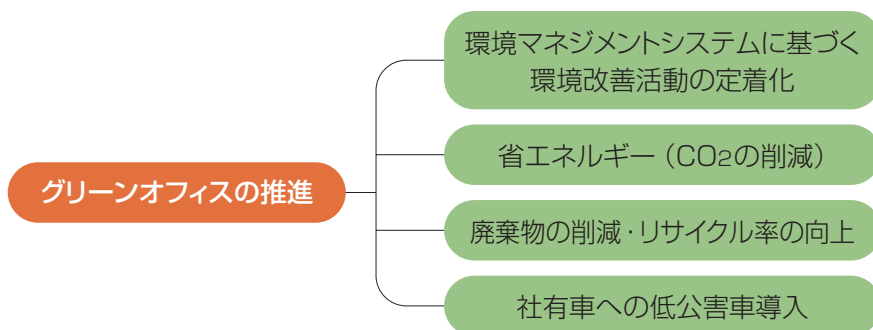 グリーンオフィスの推進
環境マネジメントシステムに基づく
環境改善活動の定着化
省エネルギー（CO2の削減）
廃棄物の削減・リサイクル率の向上
社有車への低公害車導入